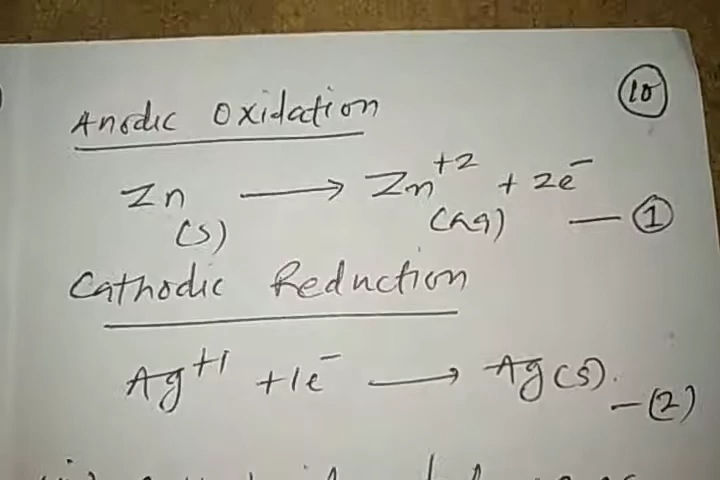 10
Anodic Oxidation
Zn(s) ⟶ Zn⁺²(aq) + 2e⁻ — ①
Cathodic Reduction
Ag⁺¹ + 1e⁻ ⟶ Ag(s). — (2)